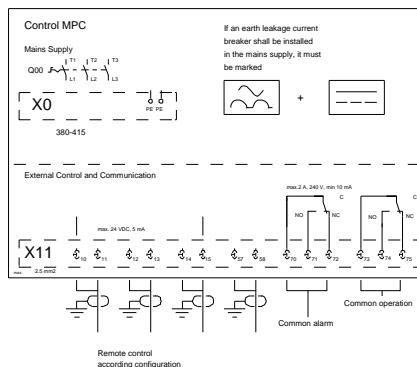 Control MPC
Mains Supply
T1 T2 T3
Q00
L1 L2 L3
X0
PE PE
380-415
If an earth leakage current
breaker shall be installed
in the mains supply, it must
be marked
+
External Control and Communication
max. 24 VDC, 5 mA
max.2 A, 240 V, min 10 mA
C C
NO NC NO NC
X11
10 11 12 13 14 15 57 58 70 71 72 73 74 75
max. 2.5 mm2
Common operation
Common alarm
Remote control
according configuration